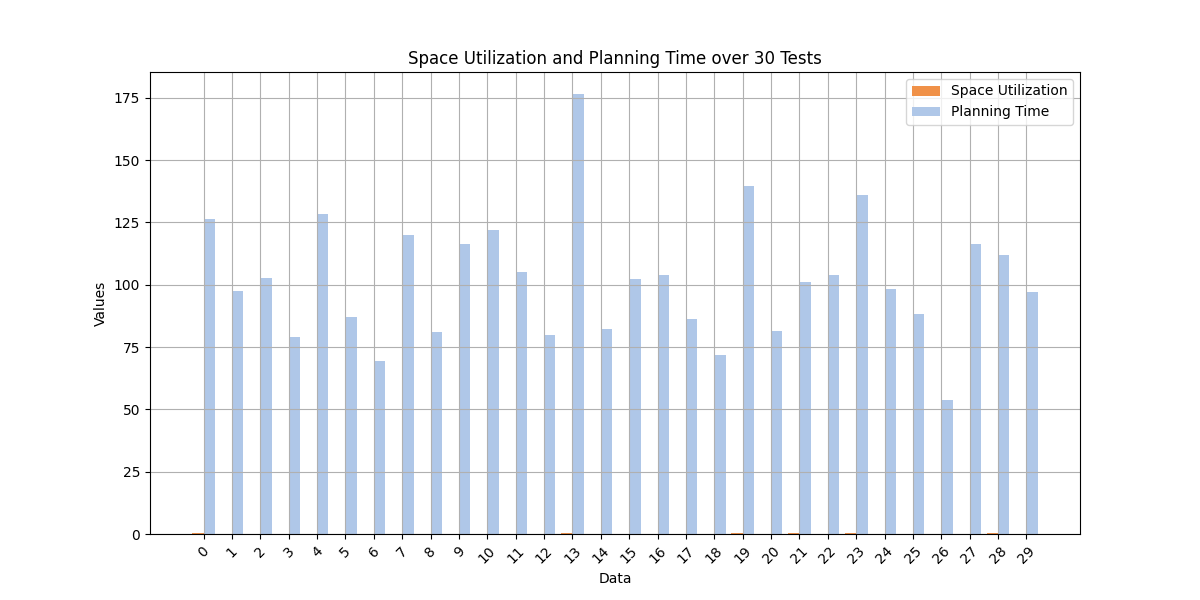 Space Utilization and Planning Time over 30 Tests
Space Utilization
Planning Time
Values
175
150
125
100
75
50
25
0
0 1 2 3 4 5 6 7 8 9 10 11 12 13 14 15 16 17 18 19 20 21 22 23 24 25 26 27 28 29
Data